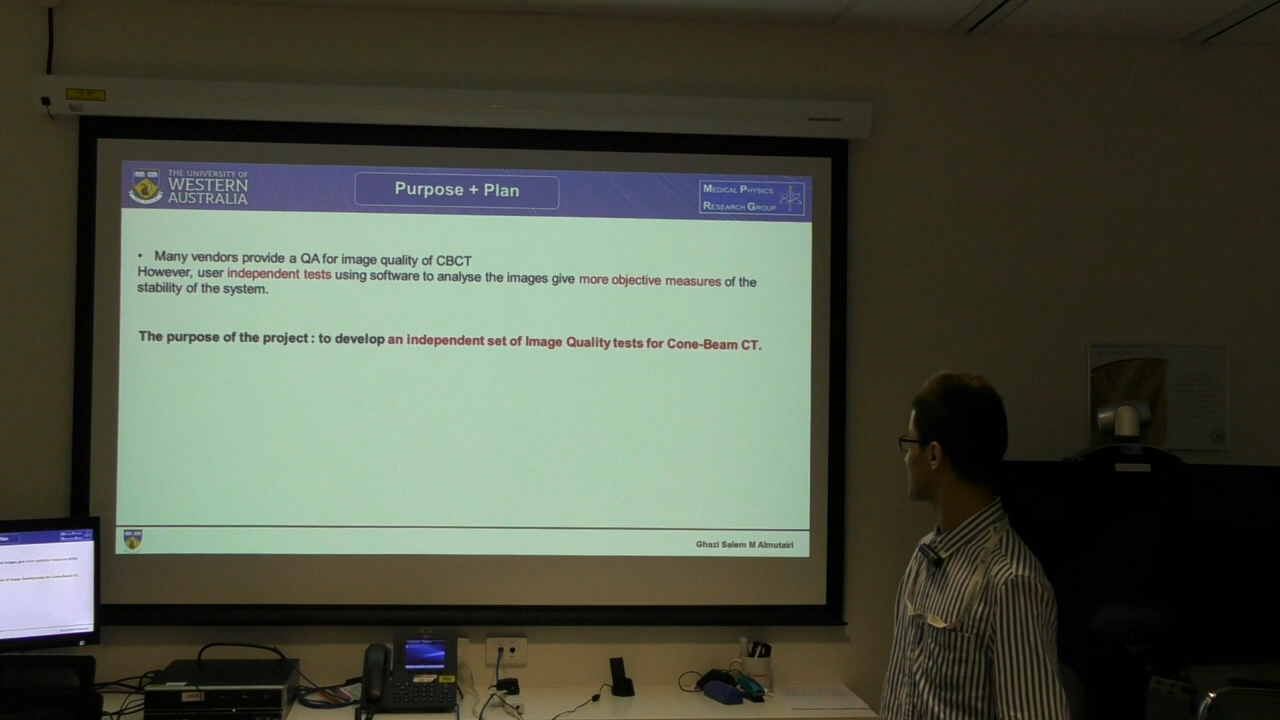 THE UNIVERSITY OF
WESTERN
AUSTRALIA
Purpose + Plan
MEDICAL PHYSICS
RESEARCH GROUP
• Many vendors provide a QA for image quality of CBCT
However, user independent tests using software to analyse the images give more objective measures of the
stability of the system.
The purpose of the project : to develop an independent set of Image Quality tests for Cone-Beam CT.
Ghazi Salem M Almutairi